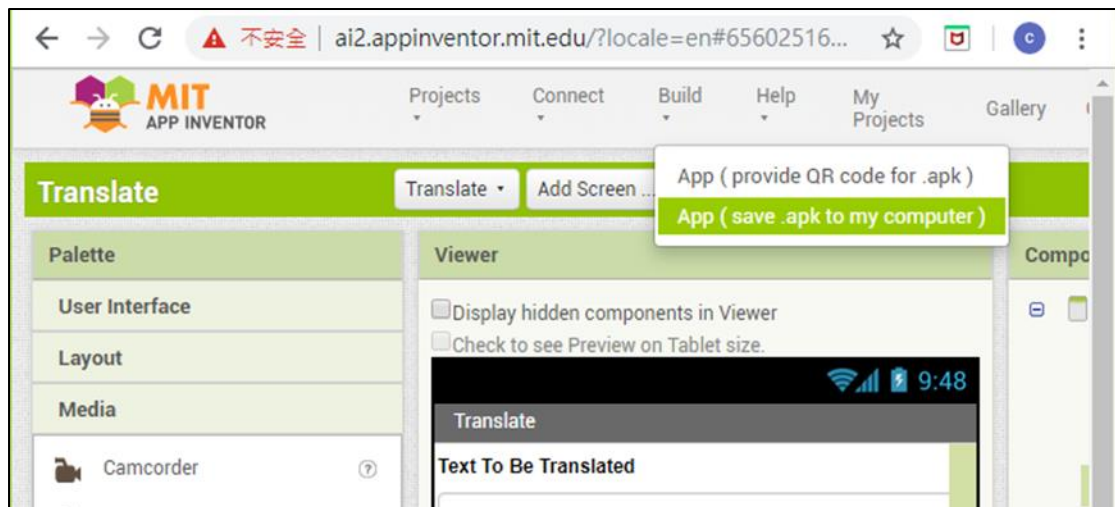 不安全 | ai2.appinventor.mit.edu/?locale=en#65602516...
C
MIT
APP INVENTOR
Projects
Connect
Build
Help
My
Projects
Gallery
Translate
Translate
Add Screen ...
App ( provide QR code for .apk )
App ( save .apk to my computer )
Palette
Viewer
Compo
User Interface
Display hidden components in Viewer
Layout
Check to see Preview on Tablet size.
9:48
Media
Translate
Camcorder
?
Text To Be Translated